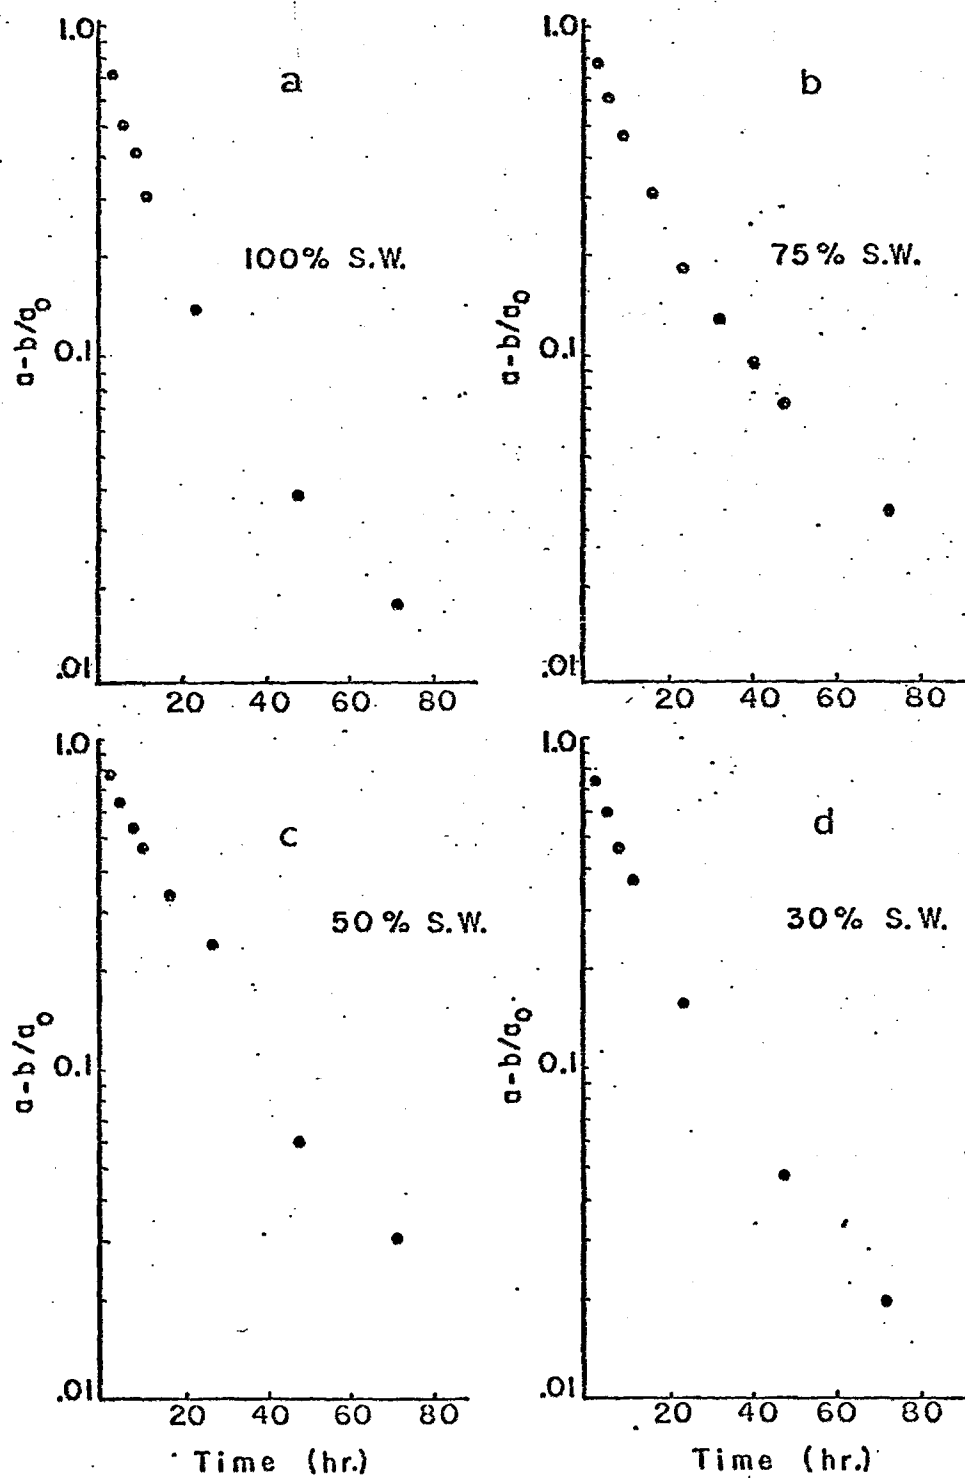 a
1.0
0.1
.01
a-b/a₀
100% S.W.
20 40 60 80
b
1.0
0.1
.01
a-b/a₀
75% S.W.
20 40 60 80
c
1.0
0.1
.01
a-b/a₀
50% S.W.
20 40 60 80
Time (hr.)
d
1.0
0.1
.01
a-b/a₀
30% S.W.
20 40 60 80
Time (hr.)